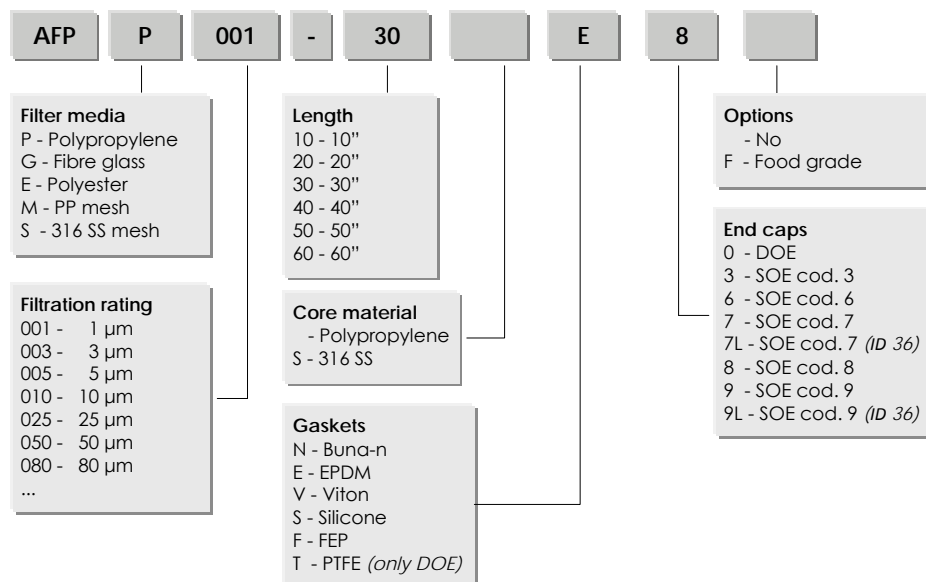 AFP P 001 - 30 E 8
Filter media
P - Polypropylene
G - Fibre glass
E - Polyester
M - PP mesh
S - 316 SS mesh
Filtration rating
001 - 1 µm
003 - 3 µm
005 - 5 µm
010 - 10 µm
025 - 25 µm
050 - 50 µm
080 - 80 µm
...
Length
10 - 10”
20 - 20”
30 - 30”
40 - 40”
50 - 50”
60 - 60”
Core material
- Polypropylene
S - 316 SS
Gaskets
N - Buna-n
E - EPDM
V - Viton
S - Silicone
F - FEP
T - PTFE (only DOE)
Options
- No
F - Food grade
End caps
0 - DOE
3 - SOE cod. 3
6 - SOE cod. 6
7 - SOE cod. 7
7L - SOE cod. 7 (ID 36)
8 - SOE cod. 8
9 - SOE cod. 9
9L - SOE cod. 9 (ID 36)